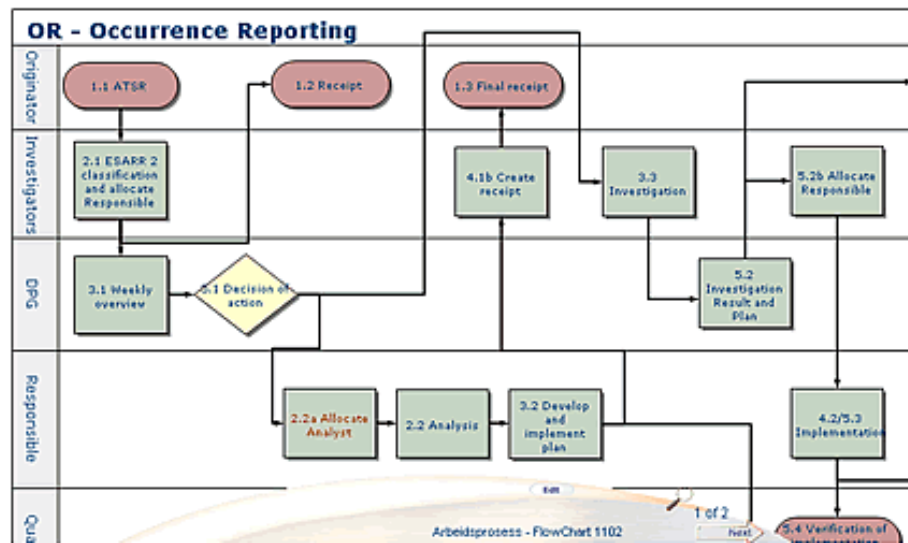 OR - Occurrence Reporting
Originator
1.1 ATSR
1.2 Receipt
1.3 Final receipt
Investigators
2.1 ESARR 2
classification
and allocate
Responsible
4.1b Create
receipt
3.3
Investigation
5.2b Allocate
Responsible
DPG
3.1 Weekly
overview
5.1 Decision of
action
5.2
Investigation
Result and
Plan
Responsible
2.2a Allocate
Analyst
2.2 Analysis
3.2 Develop
and
implement
plan
4.2/5.3
Implementation
Qua
Edit
1 of 2
Arbeidsprosess - FlowChart 1102
Next
5.4 Verification of
implementation